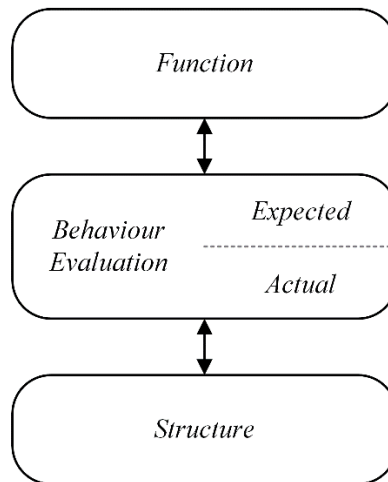 Function
Behaviour
Evaluation
Expected
Actual
Structure